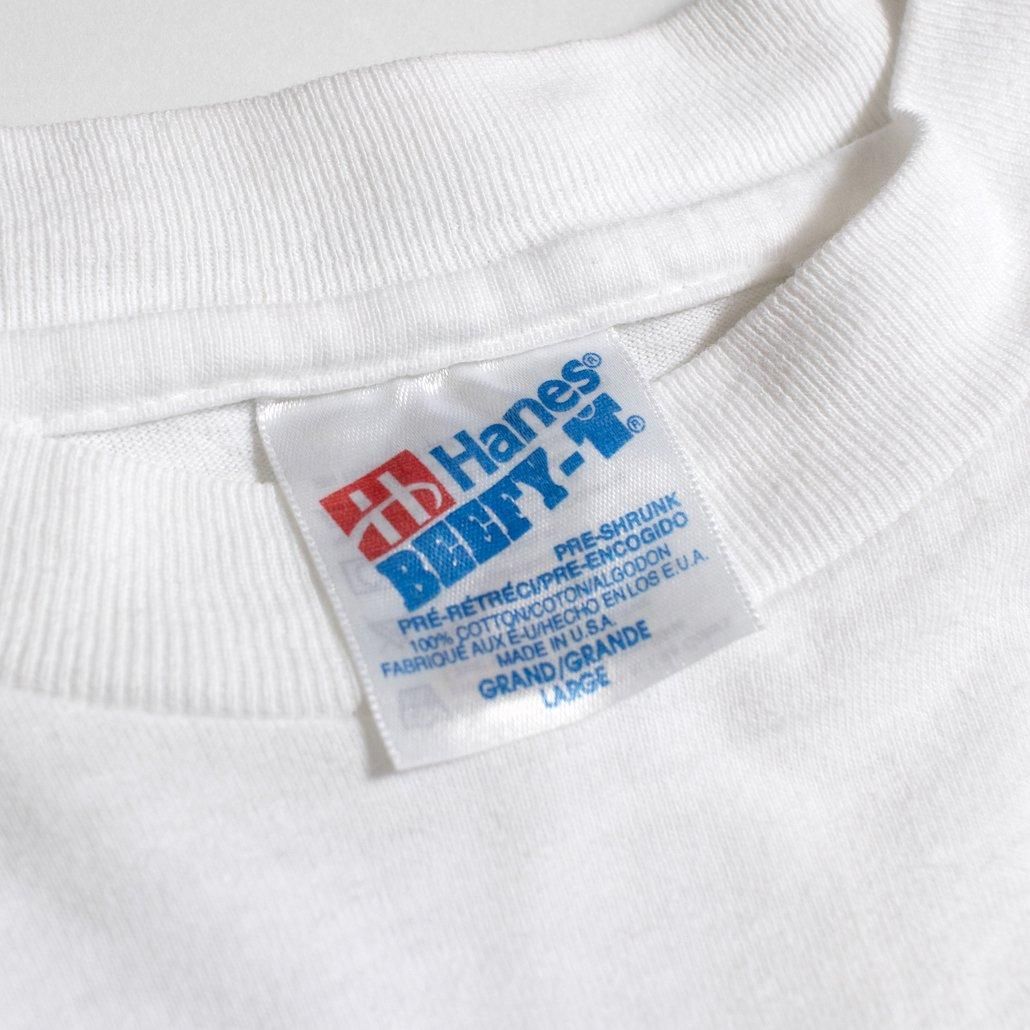 Hanes®
BEEFY-T®
PRE-SHRUNK
PRÉ-RÉTRÉCI/PRE-ENCOGIDO
100% COTTON/COTON/ALGODON
FABRIQUÉ AUX É-U/HECHO EN LOS E.U.A.
MADE IN U.S.A.
GRAND/GRANDE
LARGE